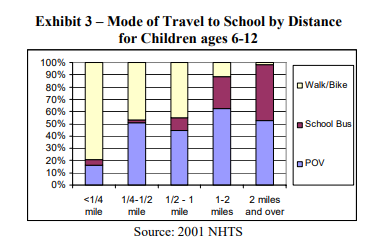 Exhibit 3 – Mode of Travel to School by Distance
for Children ages 6-12
100%
90%
80%
70%
60%
50%
40%
30%
20%
10%
0%
<1/4
mile
1/4-1/2
mile
1/2 - 1
mile
1-2
miles
2 miles
and over
Walk/Bike
School Bus
POV
Source: 2001 NHTS